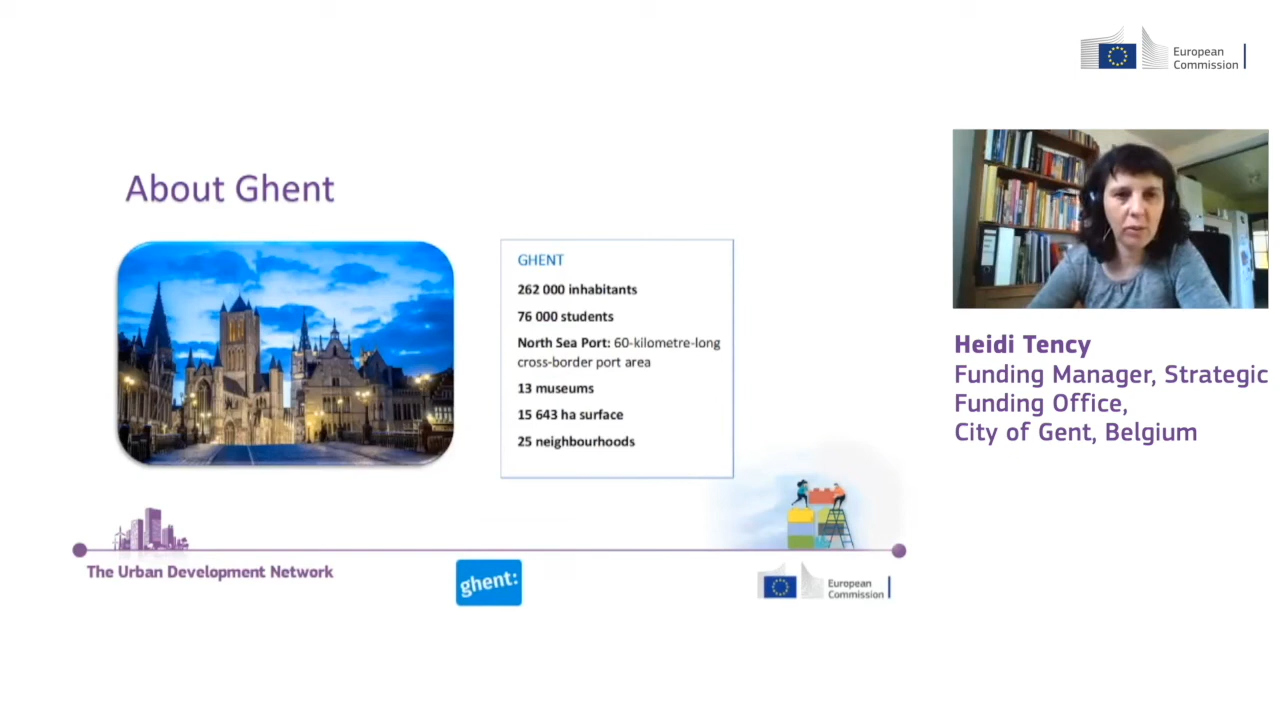 European
Commission
About Ghent
GHENT
262 000 inhabitants
76 000 students
North Sea Port: 60-kilometre-long
cross-border port area
13 museums
15 643 ha surface
25 neighbourhoods
Heidi Tency
Funding Manager, Strategic
Funding Office,
City of Gent, Belgium
The Urban Development Network
ghent:
European
Commission